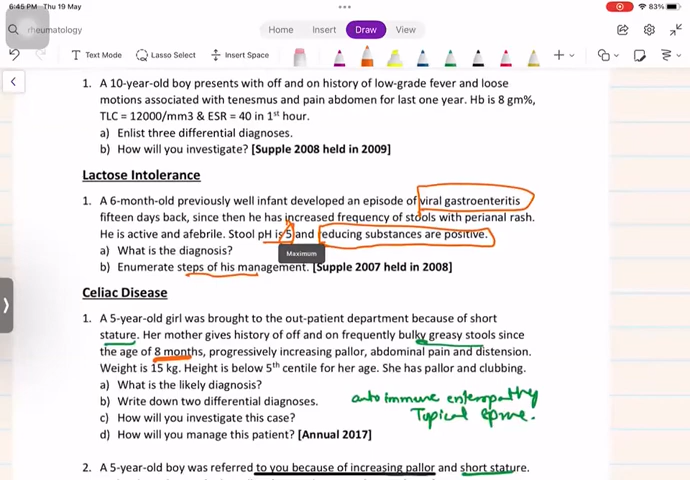 6:45 PM Thu 19 May
83%
rheumatology
Home Insert Draw View
Text Mode Lasso Select Insert Space
1. A 10-year-old boy presents with off and on history of low-grade fever and loose
motions associated with tenesmus and pain abdomen for last one year. Hb is 8 gm%,
TLC = 12000/mm3 & ESR = 40 in 1st hour.
a) Enlist three differential diagnoses.
b) How will you investigate? [Supple 2008 held in 2009]
Lactose Intolerance
1. A 6-month-old previously well infant developed an episode of viral gastroenteritis
fifteen days back, since then he has increased frequency of stools with perianal rash.
He is active and afebrile. Stool pH is 5 and reducing substances are positive.
Maximum
a) What is the diagnosis?
b) Enumerate steps of his management. [Supple 2007 held in 2008]
Celiac Disease
1. A 5-year-old girl was brought to the out-patient department because of short
stature. Her mother gives history of off and on frequently bulky greasy stools since
the age of 8 months, progressively increasing pallor, abdominal pain and distension.
Weight is 15 kg. Height is below 5th centile for her age. She has pallor and clubbing.
a) What is the likely diagnosis?
b) Write down two differential diagnoses.
auto immune enteropathy
c) How will you investigate this case?
Topical
d) How will you manage this patient? [Annual 2017]
2. A 5-year-old boy was referred to you because of increasing pallor and short stature.